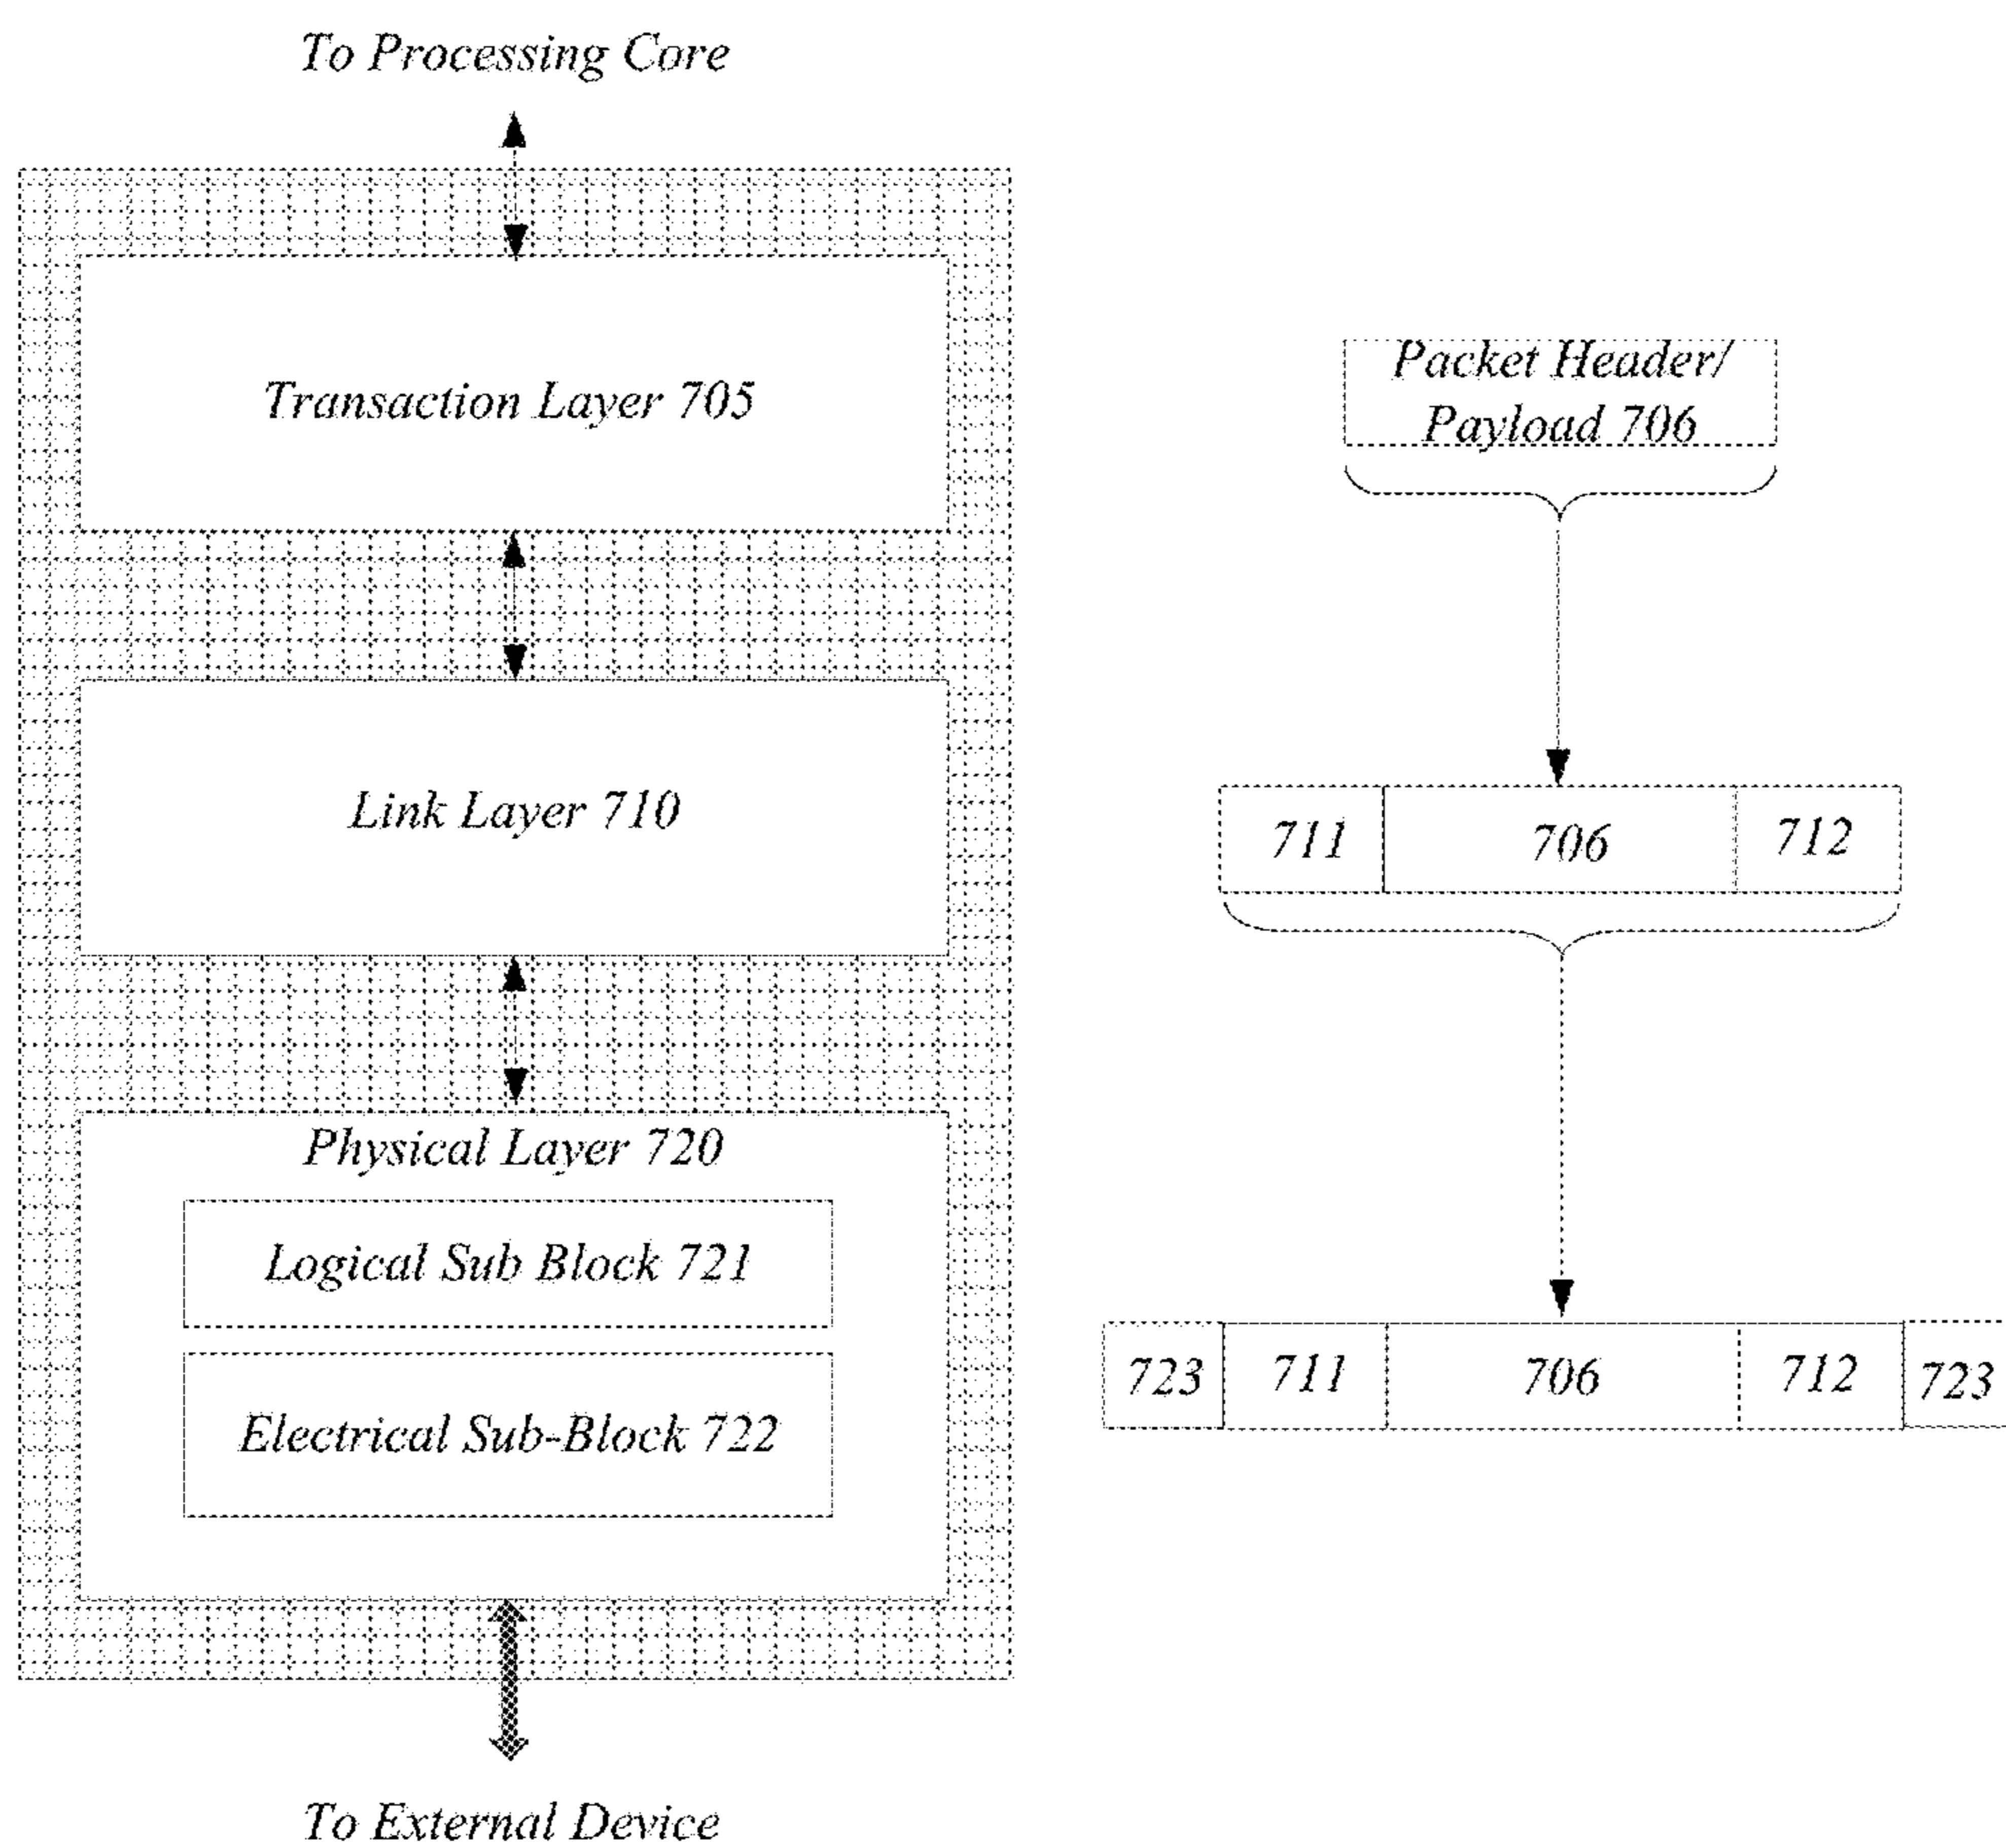 To Processing Core
Transaction Layer 705
Packet Header/
Payload 706
Link Layer 710
711 706 712
Physical Layer 720
Logical Sub Block 721
Electrical Sub-Block 722
723 711 706 712 723
To External Device